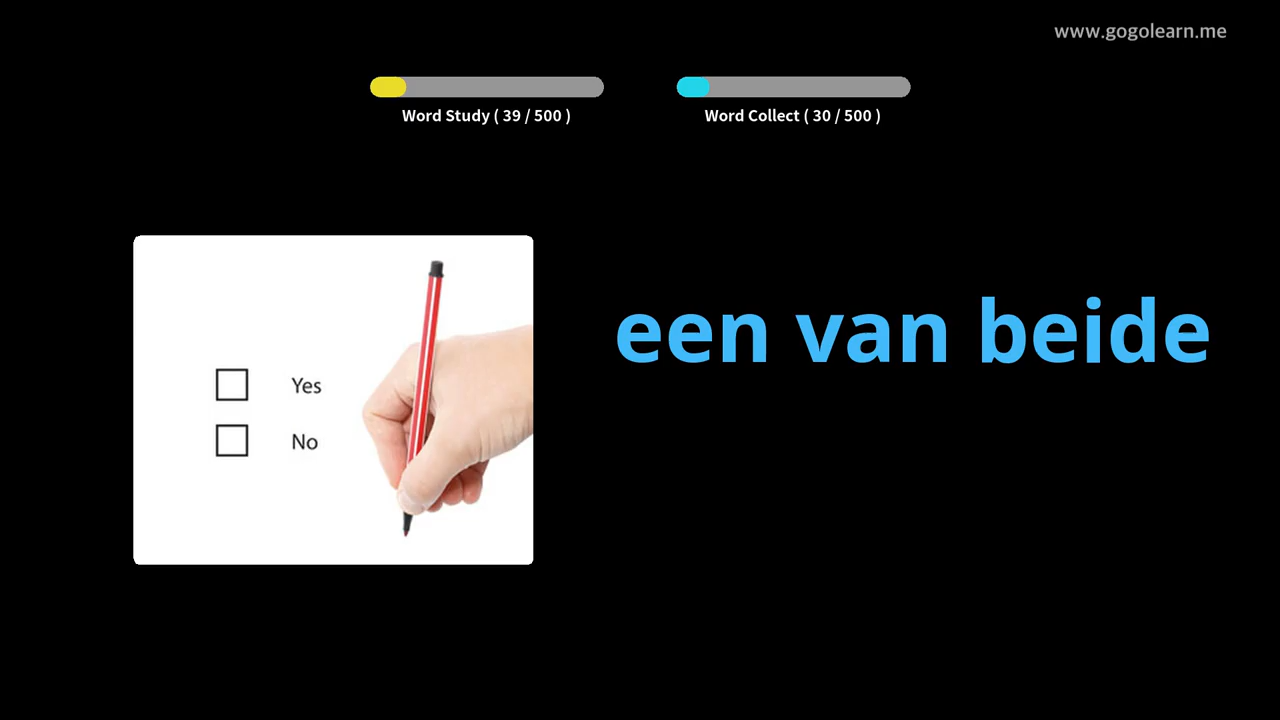 www.gogolearn.me
Word Study ( 39 / 500 )
Word Collect ( 30 / 500 )
een van beide
Yes
No